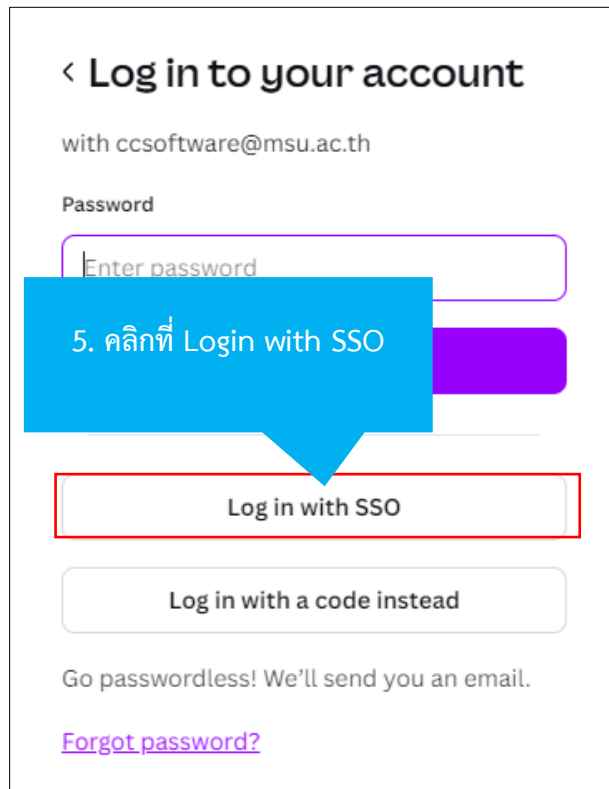 Log in to your account
with ccsoftware@msu.ac.th
Password
Enter password
5. คลิกที่ Login with SSO
Log in with SSO
Log in with a code instead
Go passwordless! We’ll send you an email.
Forgot password?